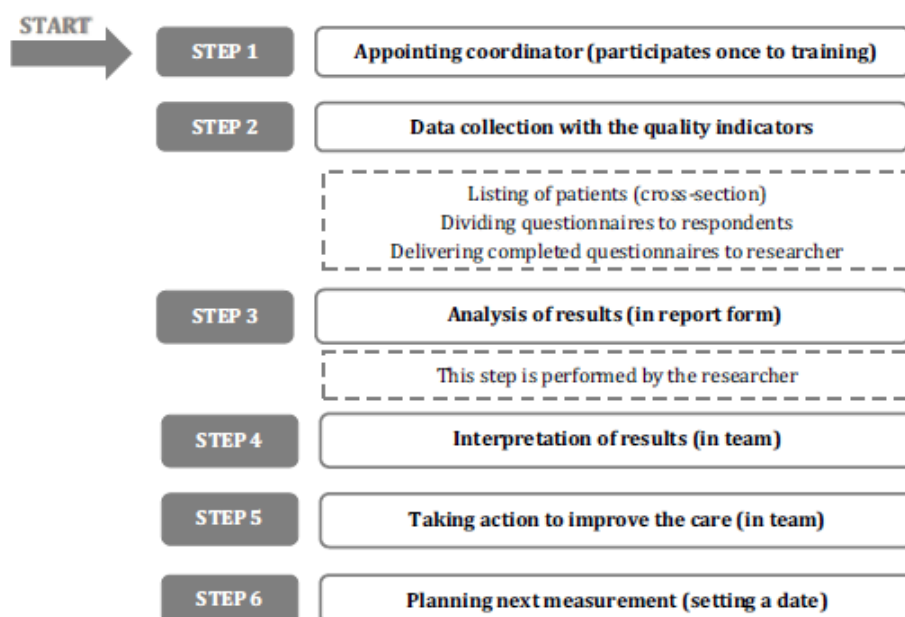 START
STEP 1
Appointing coordinator (participates once to training)
STEP 2
Data collection with the quality indicators
Listing of patients (cross-section)
Dividing questionnaires to respondents
Delivering completed questionnaires to researcher
STEP 3
Analysis of results (in report form)
This step is performed by the researcher
STEP 4
Interpretation of results (in team)
STEP 5
Taking action to improve the care (in team)
STEP 6
Planning next measurement (setting a date)